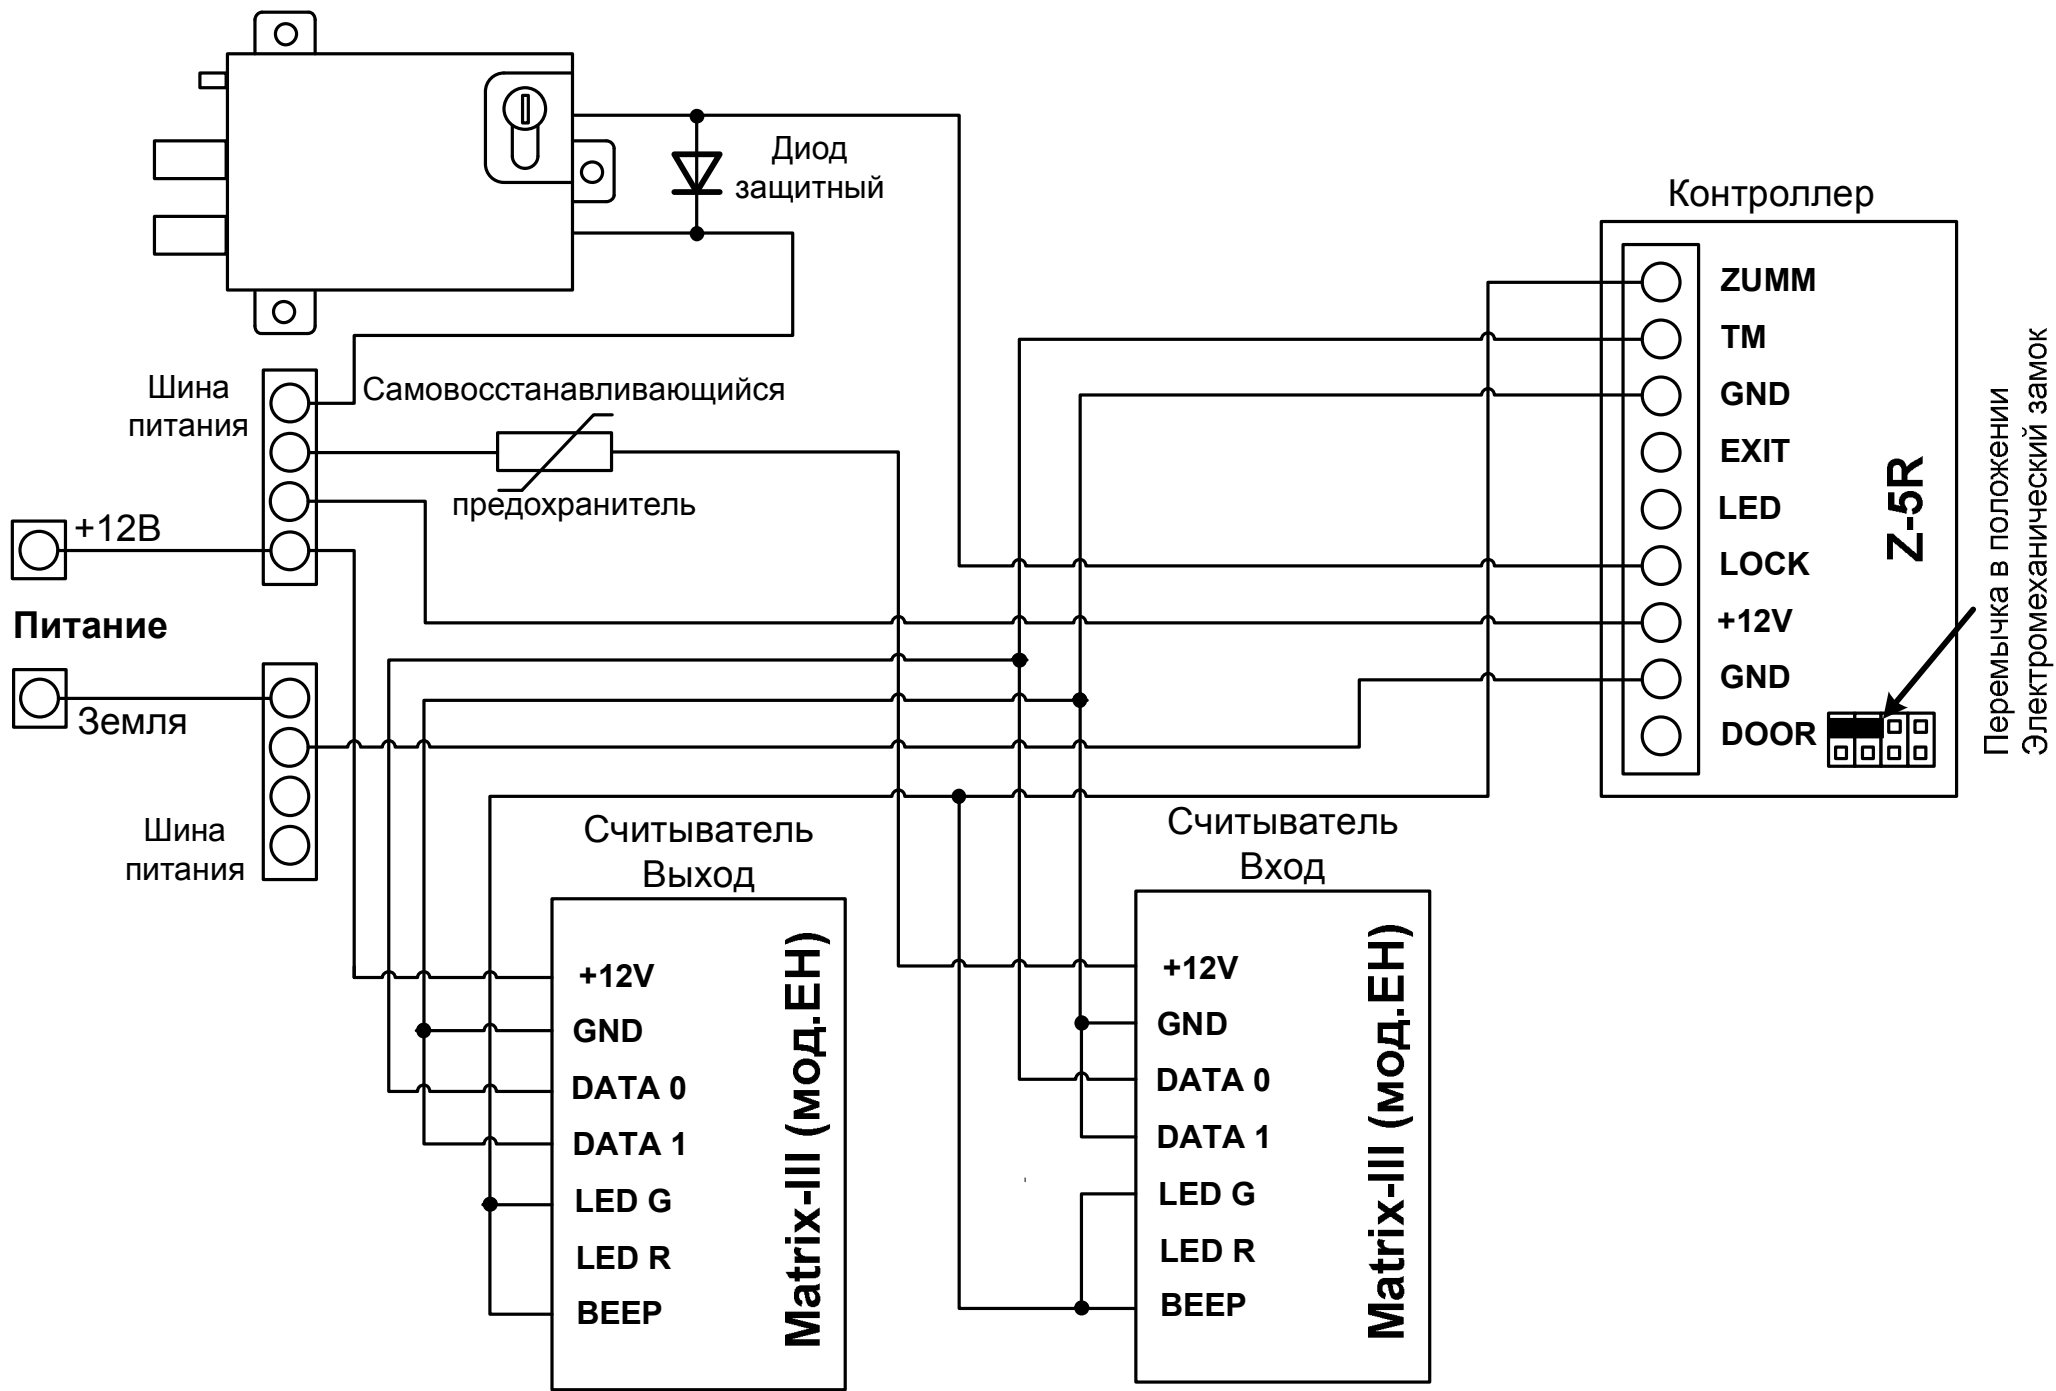 Диод
защитный
Контроллер
ZUMM
TM
GND
EXIT
LED
LOCK
+12V
GND
DOOR
Z-5R
Перемычка в положении
Электромеханический замок
Шина
питания
Самовосстанавливающийся
предохранитель
+12В
Питание
Земля
Шина
питания
Считыватель
Выход
+12V
GND
DATA 0
DATA 1
LED G
LED R
BEEP
Matrix-III (мод.EH)
Считыватель
Вход
+12V
GND
DATA 0
DATA 1
LED G
LED R
BEEP
Matrix-III (мод.EH)